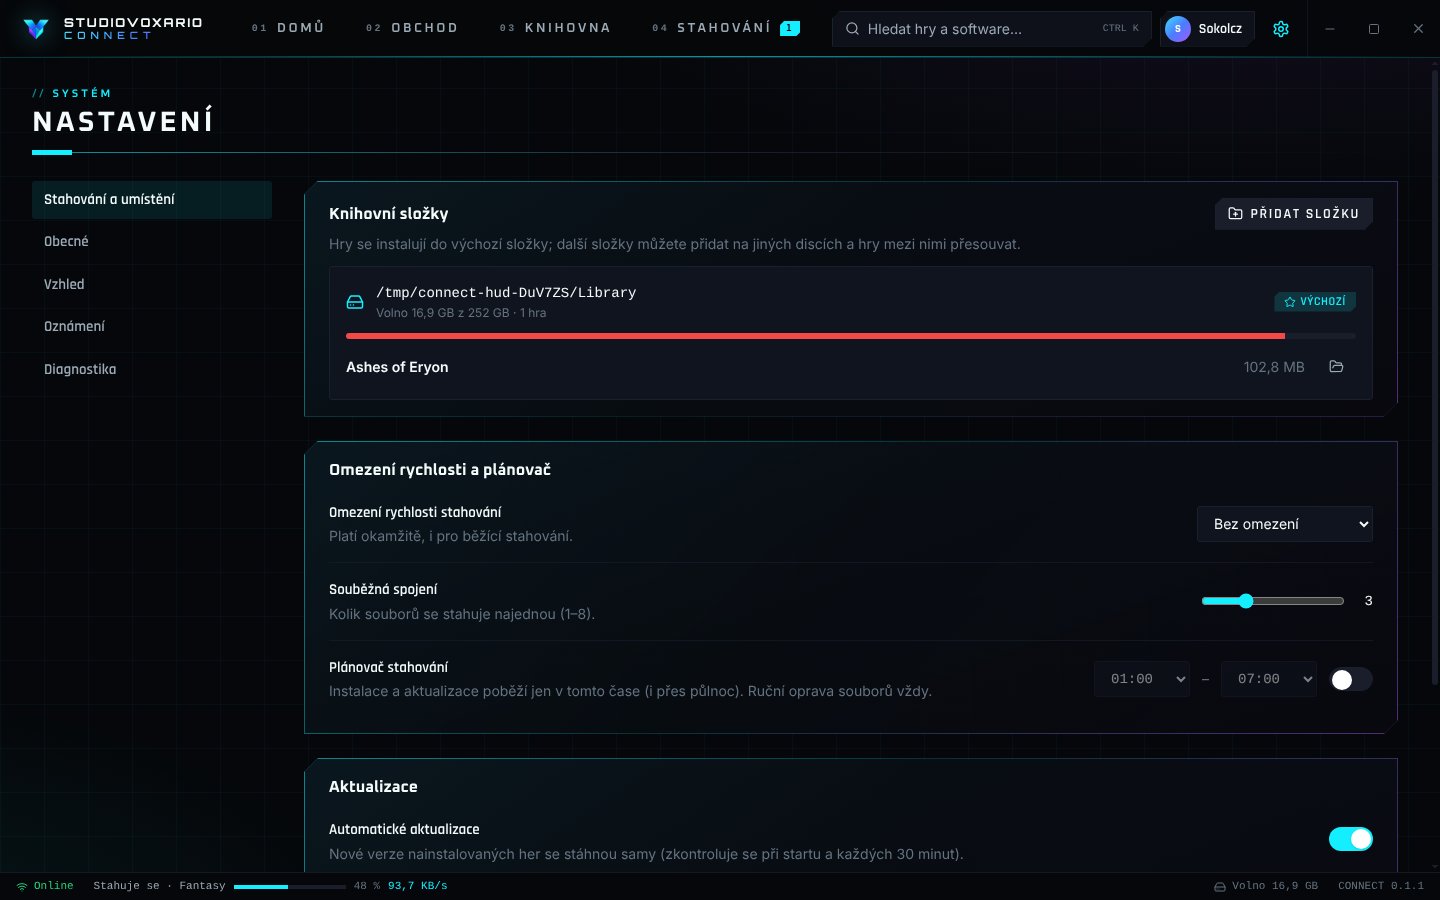 STUDIOVOXARIO
CONNECT
01 DOMŮ
02 OBCHOD
03 KNIHOVNA
04 STAHOVÁNÍ 1
Hledat hry a software...
CTRL K
S
Sokolcz
// SYSTÉM
NASTAVENÍ
Stahování a umístění
Obecné
Vzhled
Oznámení
Diagnostika
Knihovní složky
PŘIDAT SLOŽKU
Hry se instalují do výchozí složky; další složky můžete přidat na jiných discích a hry mezi nimi přesouvat.
/tmp/connect-hud-DuV7ZS/Library
Volno 16,9 GB z 252 GB · 1 hra
VÝCHOZÍ
Ashes of Eryon
102,8 MB
Omezení rychlosti a plánovač
Omezení rychlosti stahování
Platí okamžitě, i pro běžící stahování.
Bez omezení
Souběžná spojení
Kolik souborů se stahuje najednou (1–8).
3
Plánovač stahování
Instalace a aktualizace poběží jen v tomto čase (i přes půlnoc). Ruční oprava souborů vždy.
01:00 – 07:00
Aktualizace
Automatické aktualizace
Nové verze nainstalovaných her se stáhnou samy (zkontroluje se při startu a každých 30 minut).
Online
Stahuje se · Fantasy
48 %
93,7 KB/s
Volno 16,9 GB
CONNECT 0.1.1